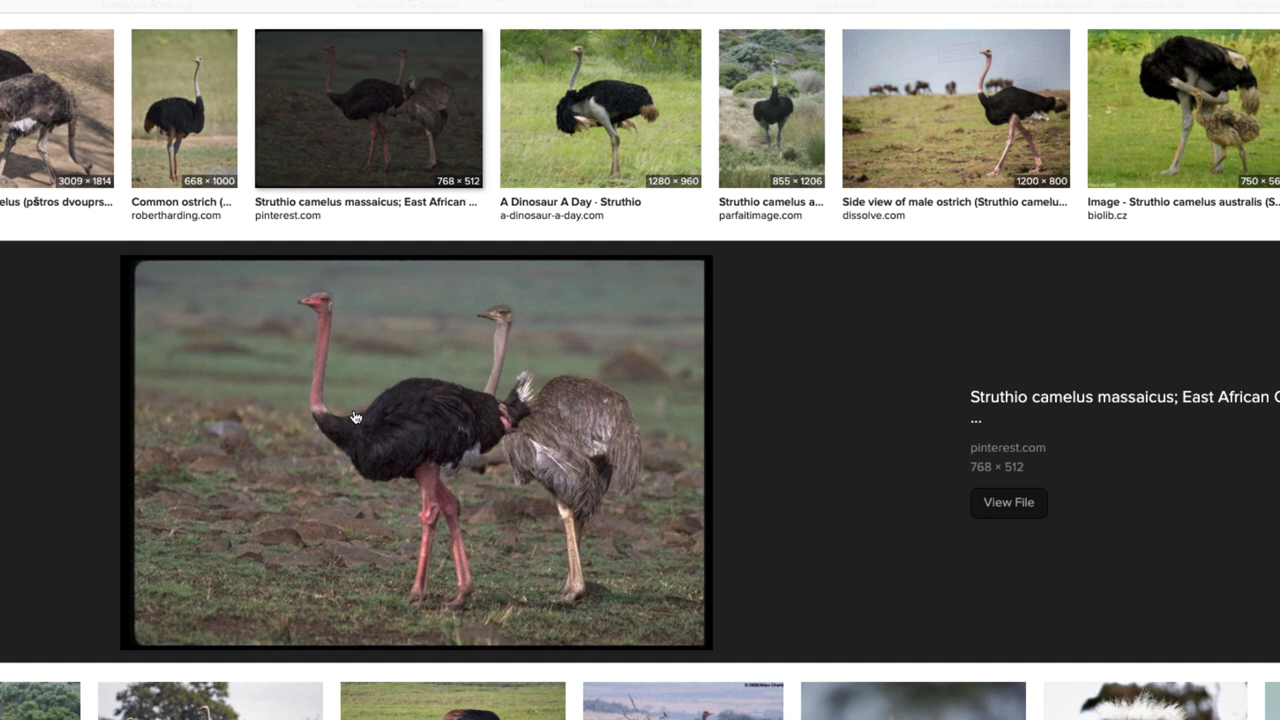 3009 × 1814
668 × 1000
768 × 512
1280 × 960
855 × 1206
1200 × 800
750 × 56
elus (pštros dvouprs...
Common ostrich (...
Struthio camelus massaicus; East African ...
A Dinosaur A Day · Struthio
Struthio camelus a...
Side view of male ostrich (Struthio camelu...
Image - Struthio camelus australis (S...
robertharding.com
pinterest.com
a-dinosaur-a-day.com
parfaitimage.com
dissolve.com
biolib.cz
Struthio camelus massaicus; East African
...
pinterest.com
768 × 512
View File